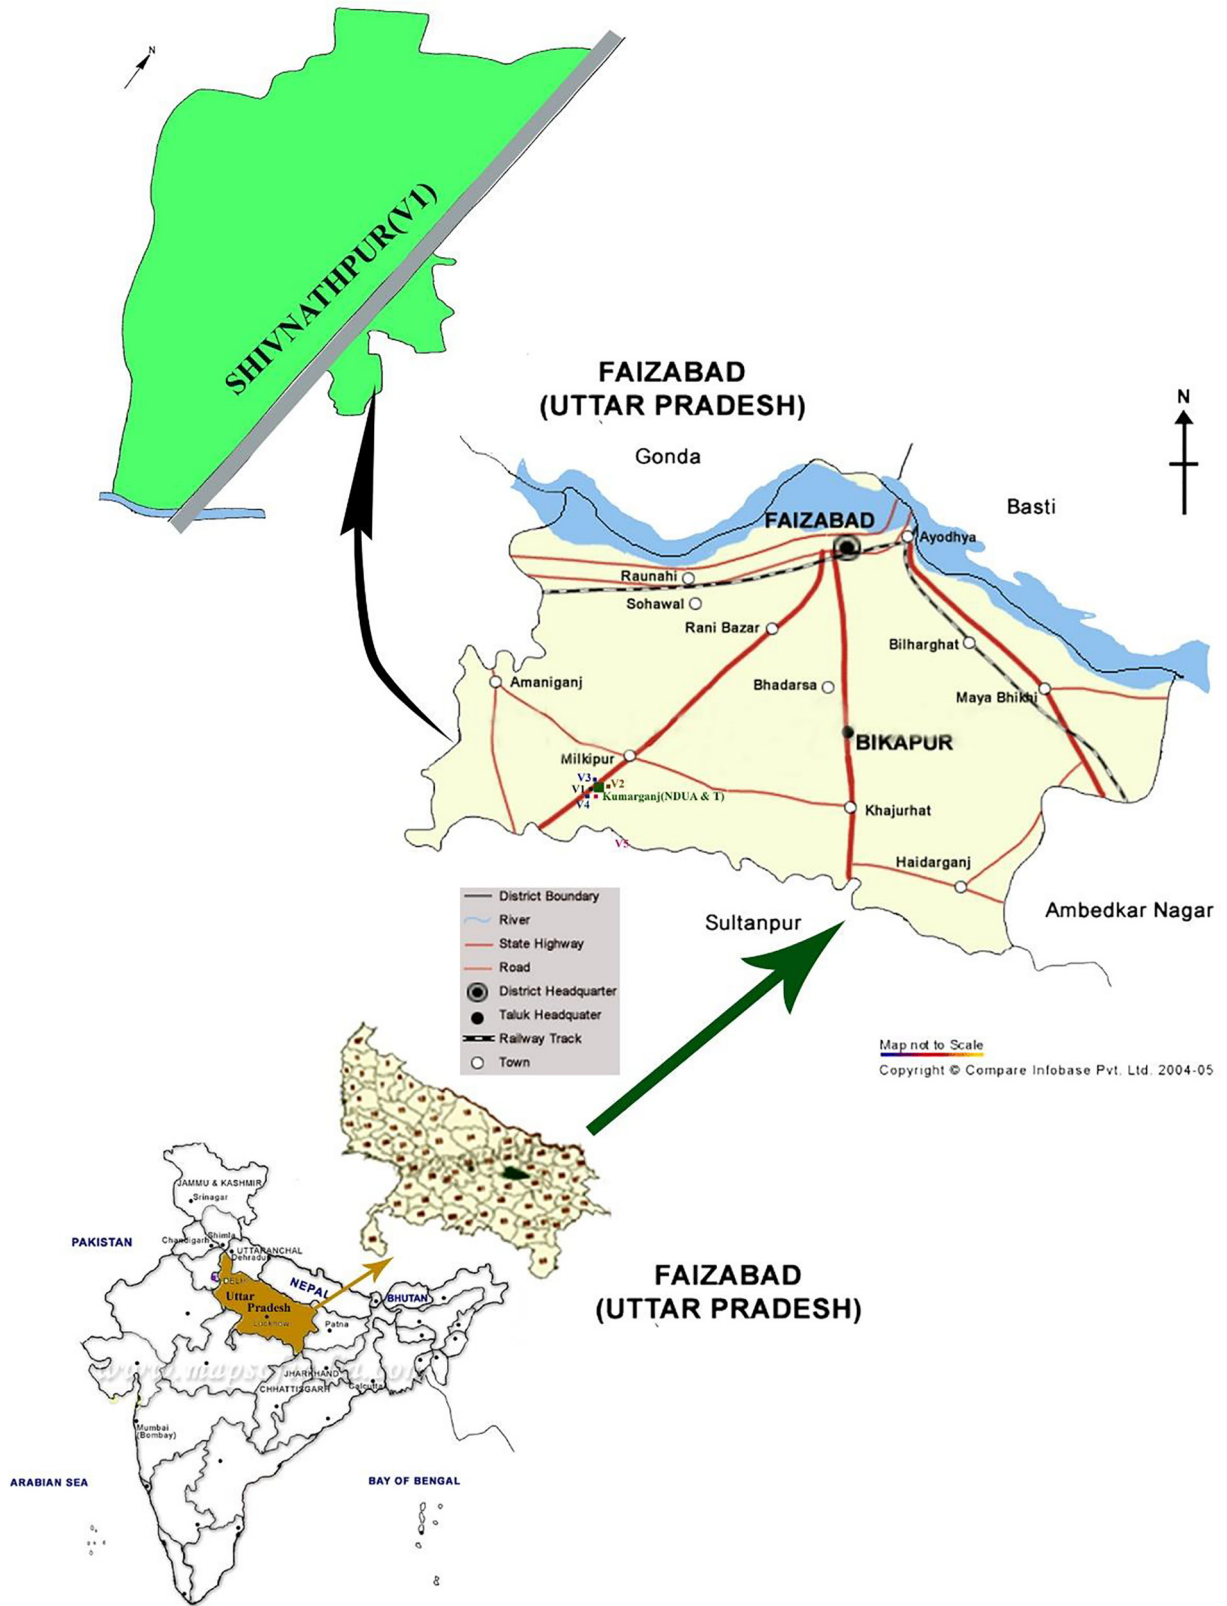 N
SHIVNATHPUR(V1)
FAIZABAD
(UTTAR PRADESH)
N
Gonda
Basti
FAIZABAD
Ayodhya
Raunahi
Sohawal
Rani Bazar
Bilharghat
Amaniganj
Bhadarsa
Maya Bhikhi
BIKAPUR
Milkipur
V3
V2
V1
Kumarganj(NDUA & T)
V4
Khajurhat
V5
Haidarganj
Ambedkar Nagar
Sultanpur
District Boundary
River
State Highway
Road
District Headquarter
Taluk Headquater
Railway Track
Town
Map not to Scale
Copyright © Compare Infobase Pvt. Ltd. 2004-05
JAMMU & KASHMIR
Srinagar
PAKISTAN
Chandigarh
Shimla
UTTARANCHAL
Dehradun
FAIZABAD
(UTTAR PRADESH)
NEPAL
BHUTAN
Uttar
Pradesh
Lucknow
Patna
www.mapsofindia.com
JHARKHAND
CHHATTISGARH
Calcutta
Mumbai
(Bombay)
ARABIAN SEA
BAY OF BENGAL